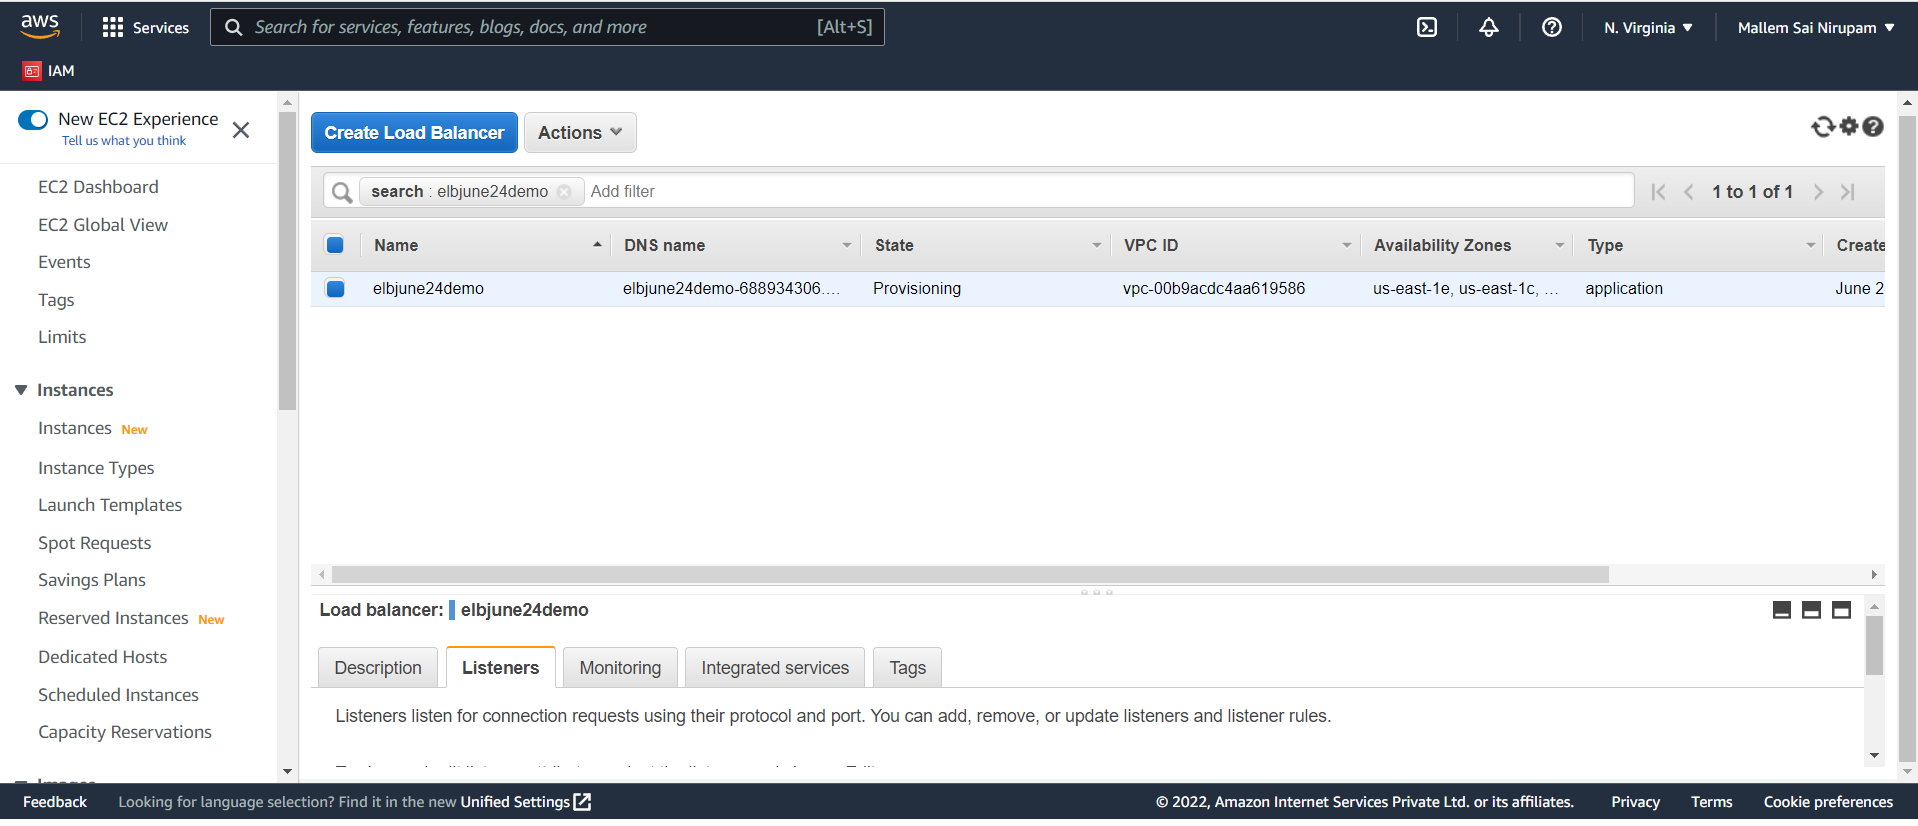 aws
Services
Search for services, features, blogs, docs, and more [Alt+S]
N. Virginia
Mallem Sai Nirupam
IAM
New EC2 Experience
Tell us what you think
EC2 Dashboard
EC2 Global View
Events
Tags
Limits
Instances
Instances New
Instance Types
Launch Templates
Spot Requests
Savings Plans
Reserved Instances New
Dedicated Hosts
Scheduled Instances
Capacity Reservations
Images
Create Load Balancer Actions
search : elbjune24demo Add filter 1 to 1 of 1
Name DNS name State VPC ID Availability Zones Type Create
elbjune24demo elbjune24demo-688934306.... Provisioning vpc-00b9acdc4aa619586 us-east-1e, us-east-1c, ... application June 2
Load balancer: elbjune24demo
Description Listeners Monitoring Integrated services Tags
Listeners listen for connection requests using their protocol and port. You can add, remove, or update listeners and listener rules.
Feedback Looking for language selection? Find it in the new Unified Settings © 2022, Amazon Internet Services Private Ltd. or its affiliates. Privacy Terms Cookie preferences